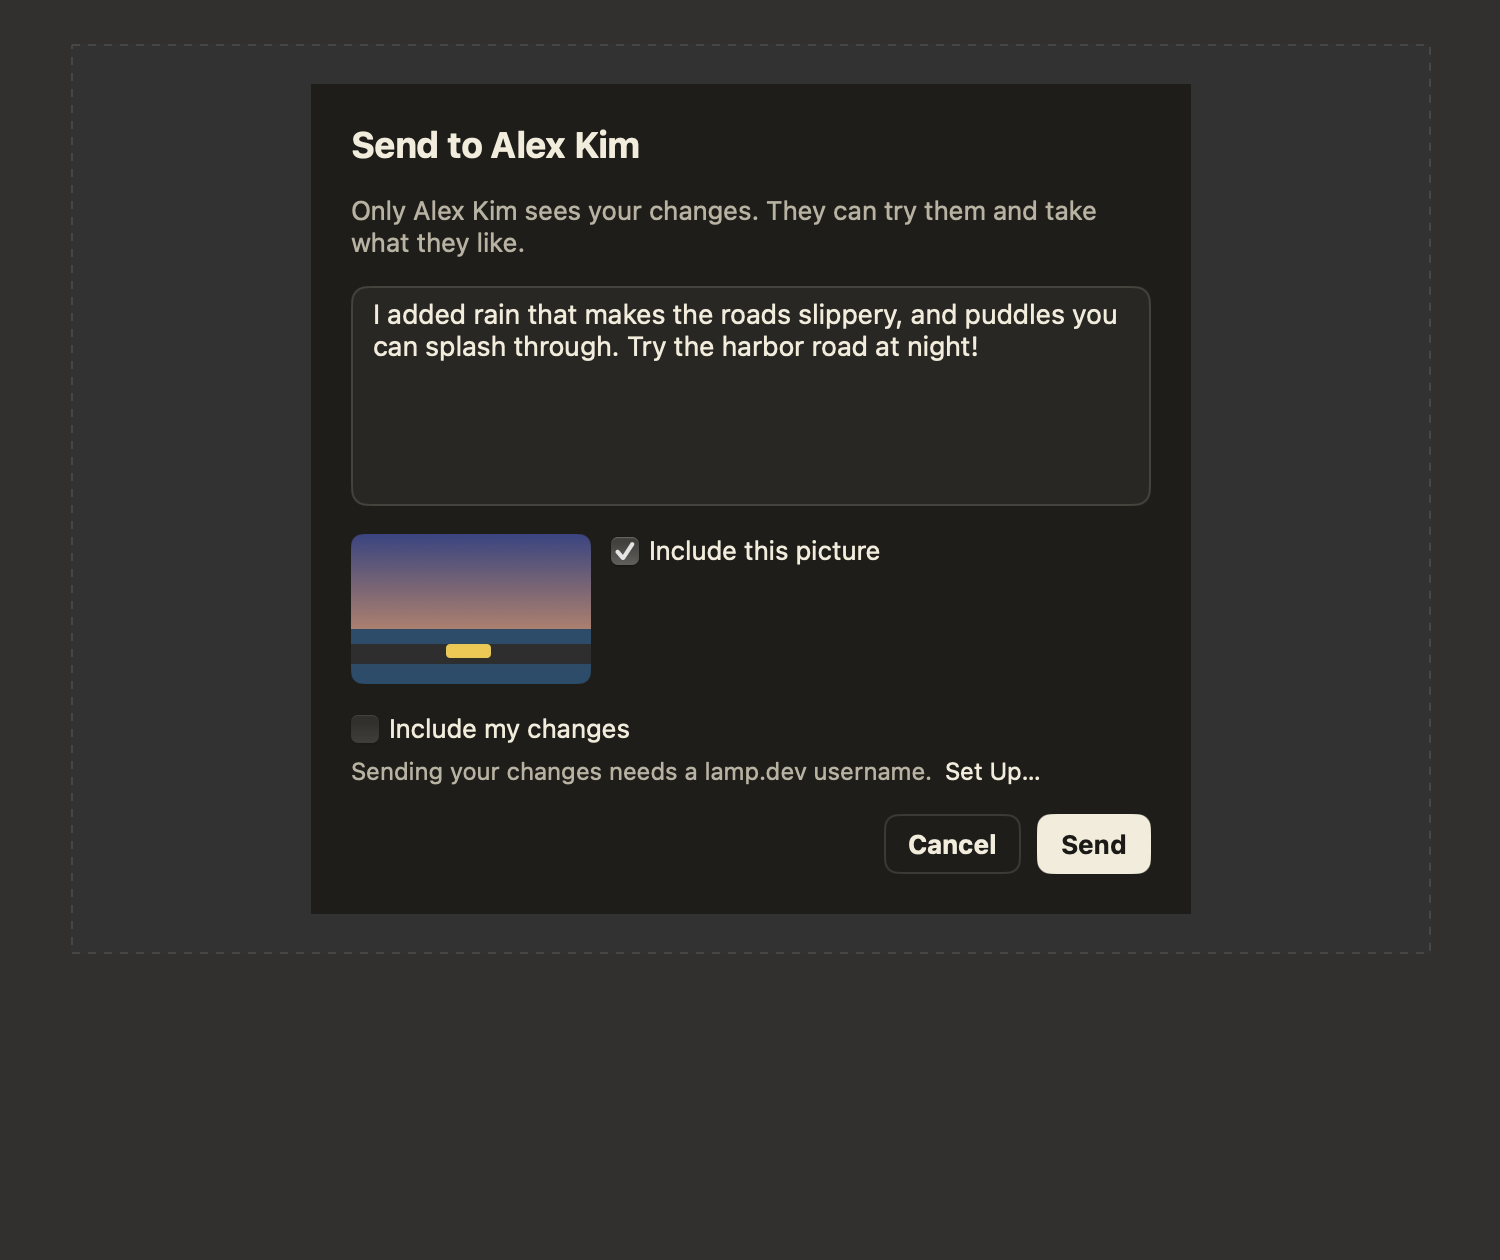 Send to Alex Kim
Only Alex Kim sees your changes. They can try them and take
what they like.
I added rain that makes the roads slippery, and puddles you
can splash through. Try the harbor road at night!
Include this picture
Include my changes
Sending your changes needs a lamp.dev username. Set Up...
Cancel Send